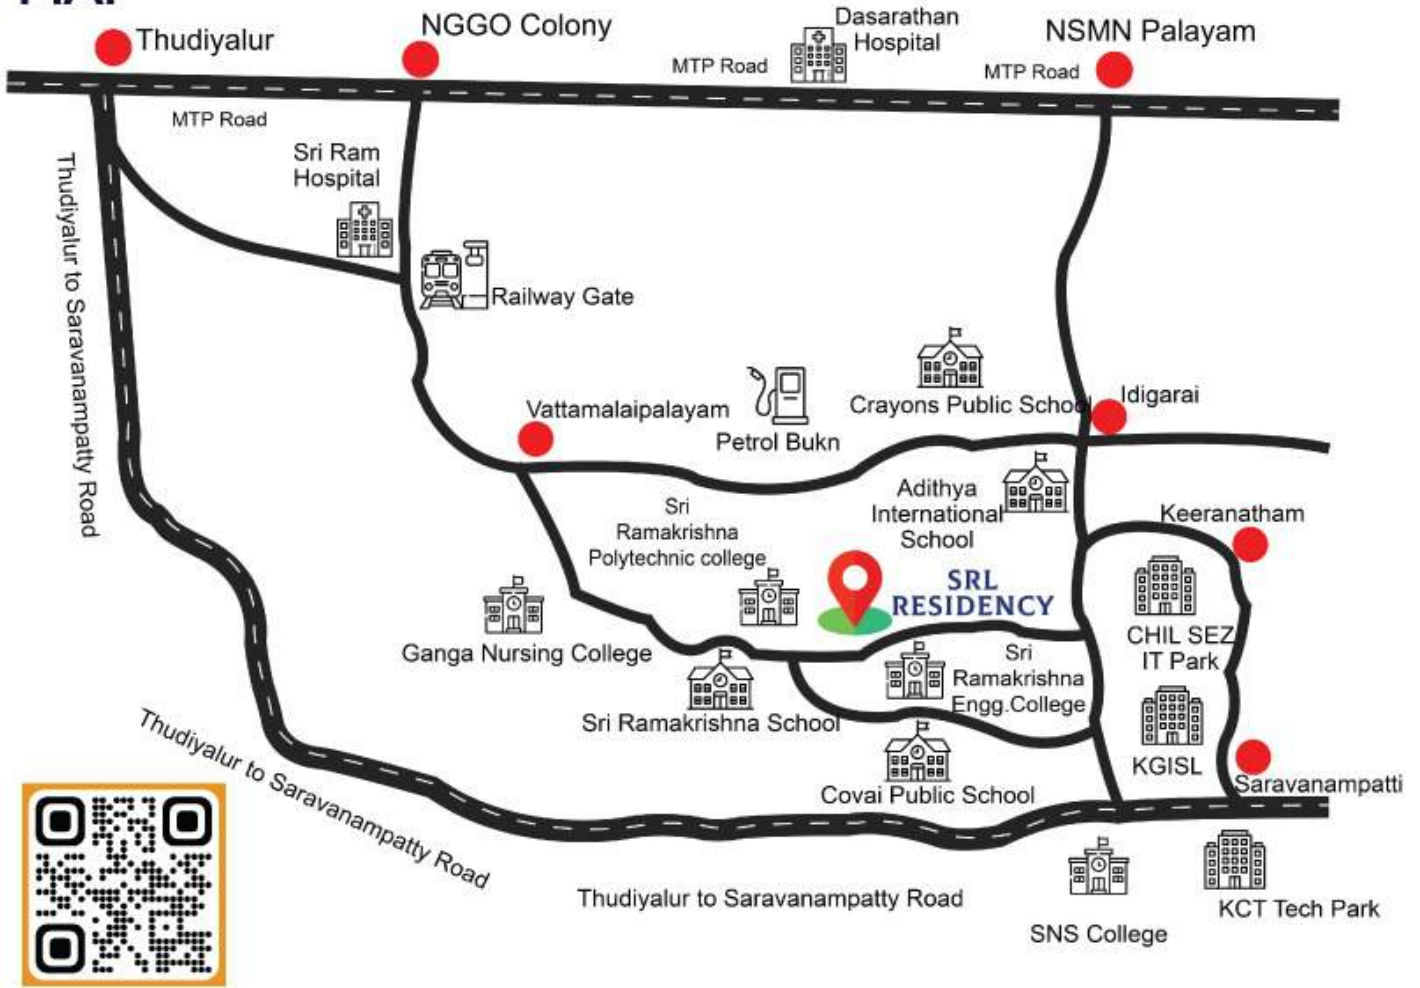 Thudiyalur
NGGO Colony
Dasarathan
Hospital
NSMN Palayam
MTP Road
MTP Road
MTP Road
Sri Ram
Hospital
Railway Gate
Thudiyalur to Saravanampatty Road
Vattamalaipalayam
Petrol Bukn
Crayons Public School
Idigarai
Adithya
International
School
Keeranatham
Sri
Ramakrishna
Polytechnic college
SRL
RESIDENCY
Ganga Nursing College
Sri Ramakrishna School
Sri
Ramakrishna
Engg.College
CHIL SEZ
IT Park
KGISL
Covai Public School
Saravanampatti
Thudiyalur to Saravanampatty Road
Thudiyalur to Saravanampatty Road
SNS College
KCT Tech Park